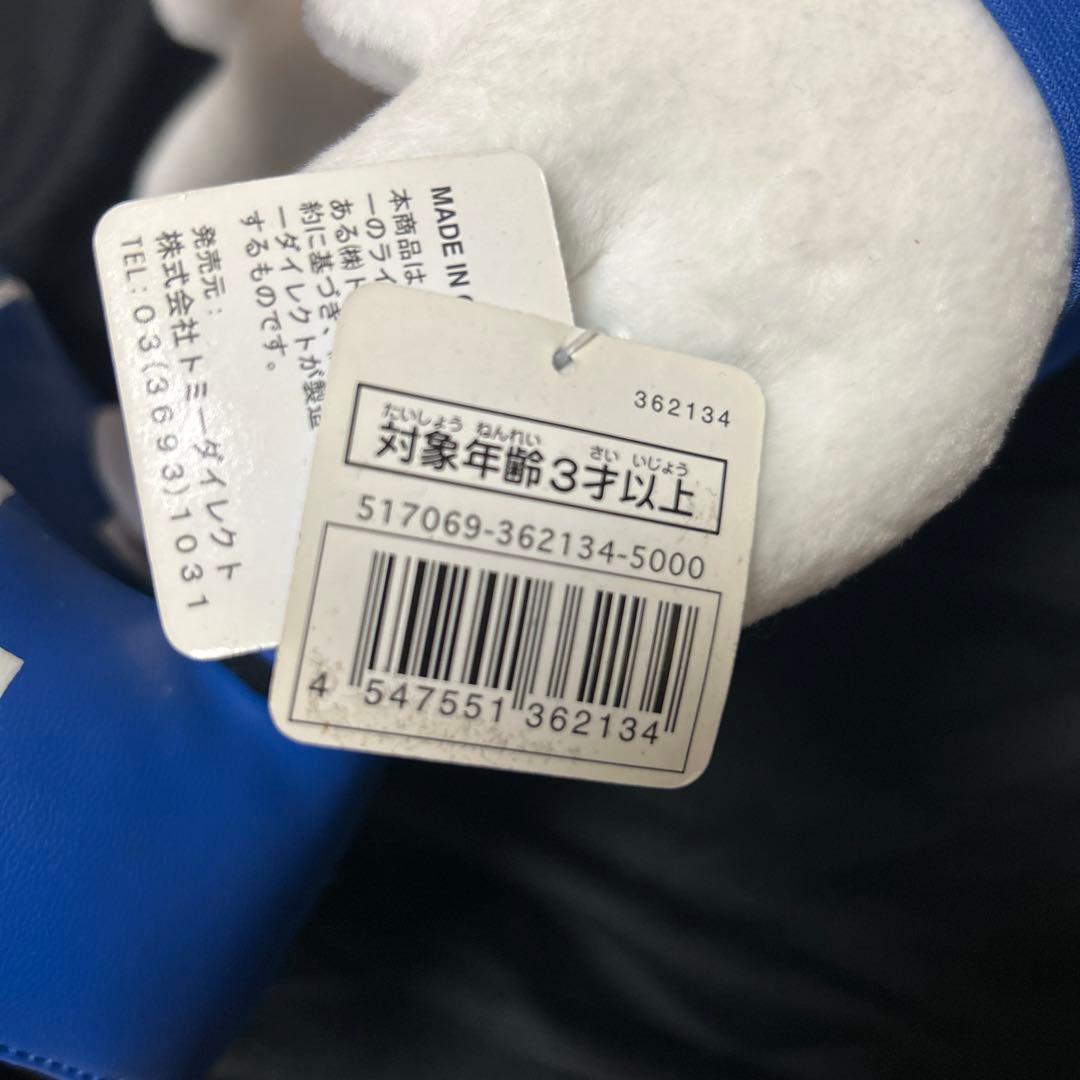 MADE IN
本商品は
ーのライ
ある㈱ト
約に基づき、
ーダイレクトが製造
するものです。
発売元:
株式会社トミーダイレクト
TEL:03(3693)1031
362134
たいしょう ねんれい さい いじょう
対象年齢3才以上
517069-362134-5000
4 547551 362134